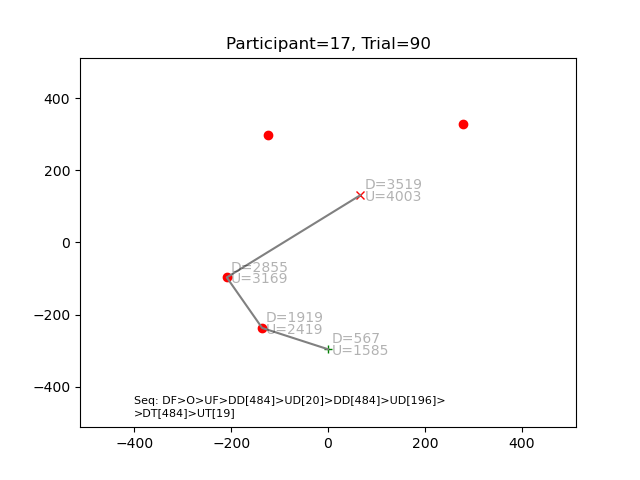 Participant=17, Trial=90
400
200
0
−200
−400
D=3519
U=4003
D=2855
U=3169
D=1919
U=2419
D=567
U=1585
Seq: DF>O>UF>DD[484]>UD[20]>DD[484]>UD[196]>
>DT[484]>UT[19]
−400
−200
0
200
400